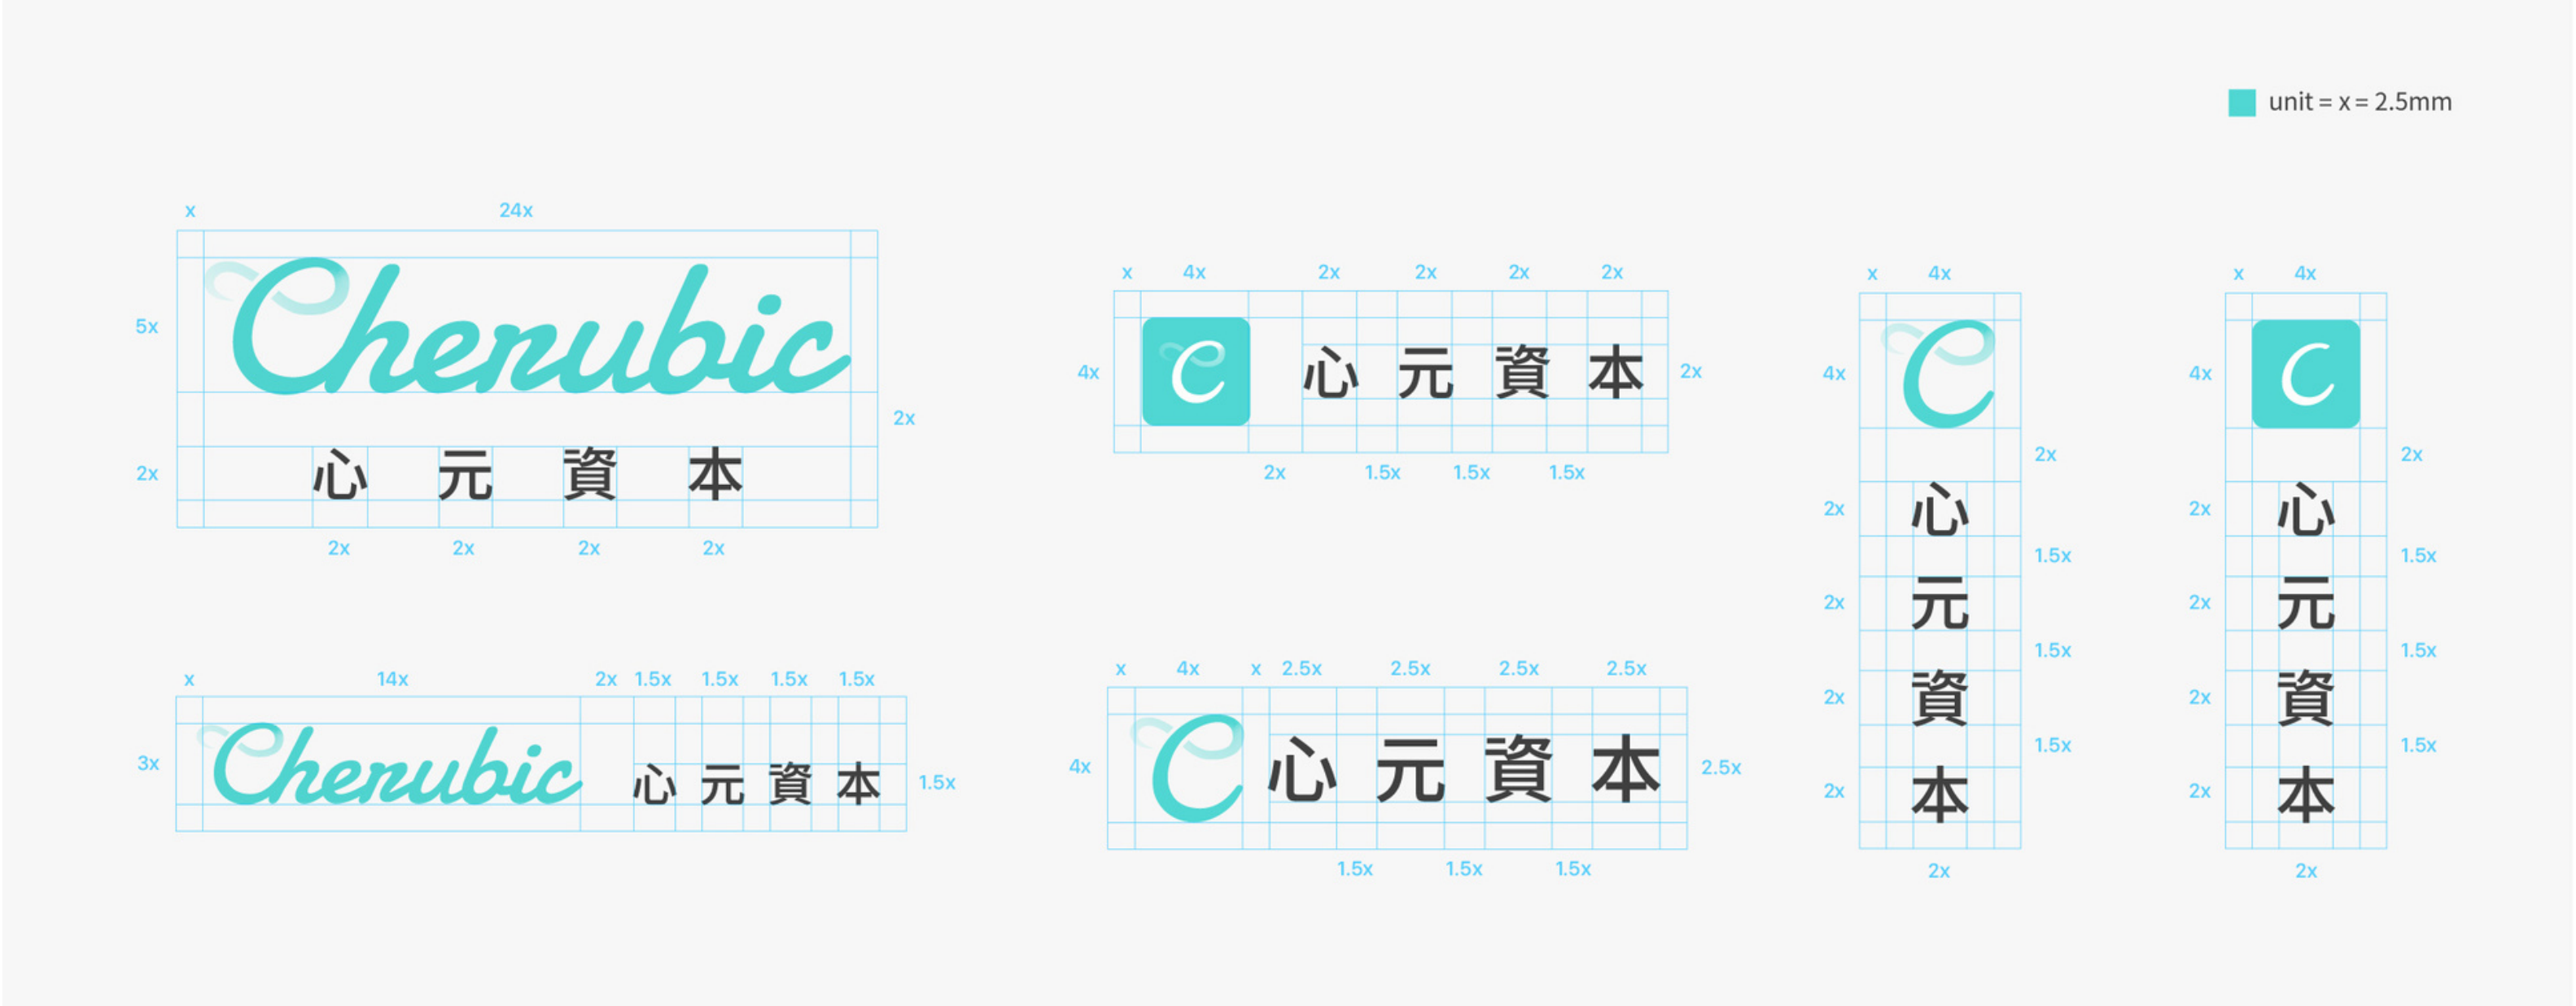 unit = x = 2.5mm
x 24x
Cherubic
5x
2x
心 元 資 本
2x
2x 2x 2x 2x
x 14x 2x 1.5x 1.5x 1.5x 1.5x
3x
Cherubic 心 元 資 本
1.5x
x 4x 2x 2x 2x 2x
4x
C 心 元 資 本
2x
2x 1.5x 1.5x 1.5x
x 4x x 2.5x 2.5x 2.5x 2.5x
4x
C 心 元 資 本
2.5x
1.5x 1.5x 1.5x
x 4x
4x
C
2x
2x
心
1.5x
2x
元
1.5x
2x
資
1.5x
2x
本
2x
x 4x
4x
C
2x
2x
心
1.5x
2x
元
1.5x
2x
資
1.5x
2x
本
2x